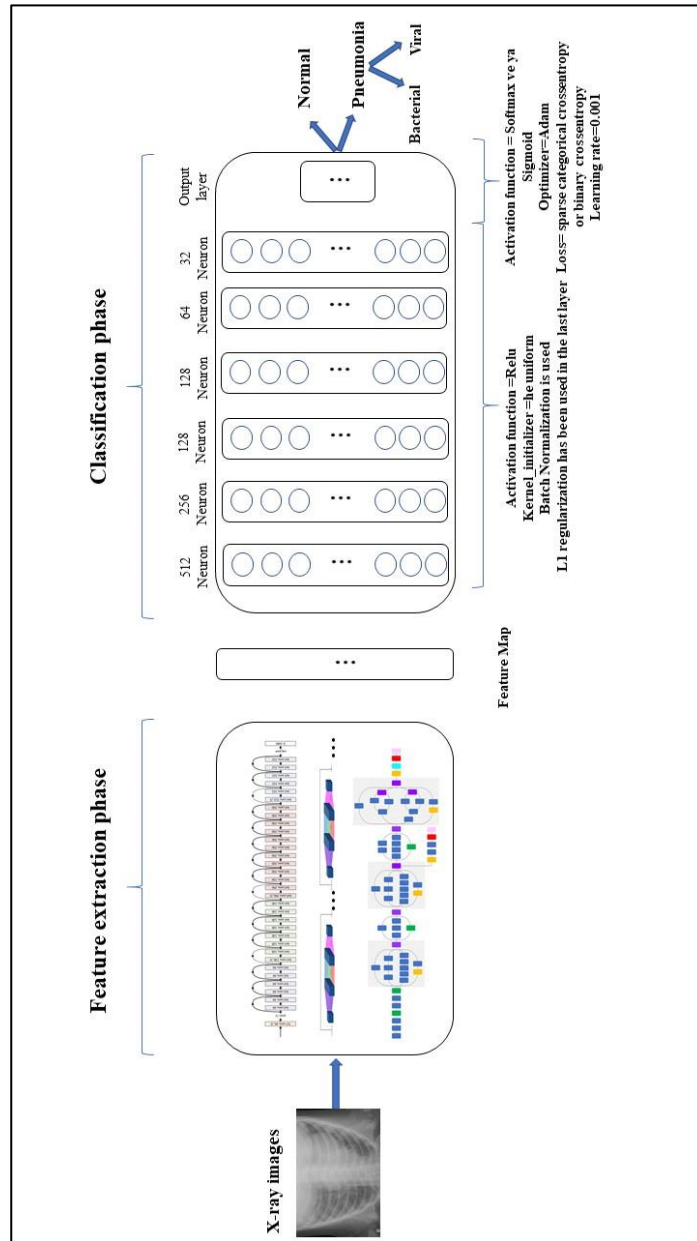 Feature extraction phase
Classification phase
X-ray images
Feature Map
512
Neuron
256
Neuron
128
Neuron
128
Neuron
64
Neuron
32
Neuron
Output
layer
Normal
Pneumonia
Bacterial
Viral
Activation function =Relu
Kernel_initializer =he uniform
Batch Normalization is used
L1 regularization has been used in the last layer
Activation function = Softmax ve ya
Sigmoid
Optimizer=Adam
Loss= sparse categorical crossentropy
or binary crossentropy
Learning rate=0.001